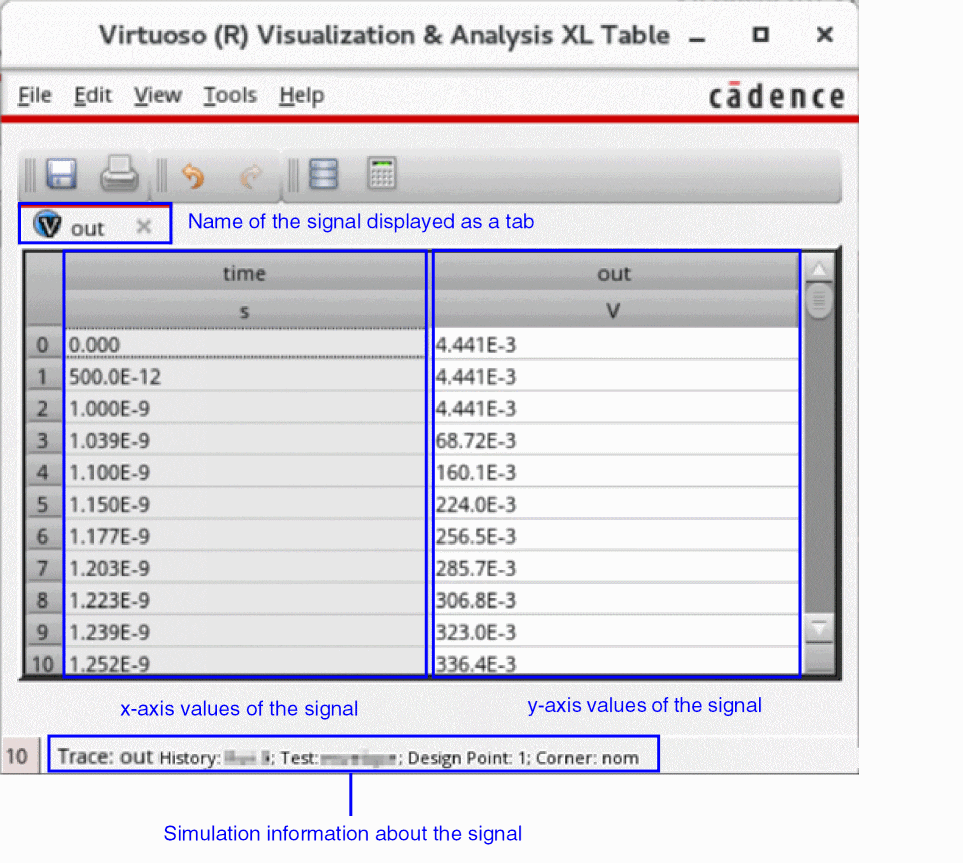 Virtuoso (R) Visualization & Analysis XL Table
File Edit View Tools Help cādence
out Name of the signal displayed as a tab
time out
s V
0 0.000 4.441E-3
1 500.0E-12 4.441E-3
2 1.000E-9 4.441E-3
3 1.039E-9 68.72E-3
4 1.100E-9 160.1E-3
5 1.150E-9 224.0E-3
6 1.177E-9 256.5E-3
7 1.203E-9 285.7E-3
8 1.223E-9 306.8E-3
9 1.239E-9 323.0E-3
10 1.252E-9 336.4E-3
x-axis values of the signal y-axis values of the signal
10 Trace: out History: ; Test: ; Design Point: 1; Corner: nom
Simulation information about the signal